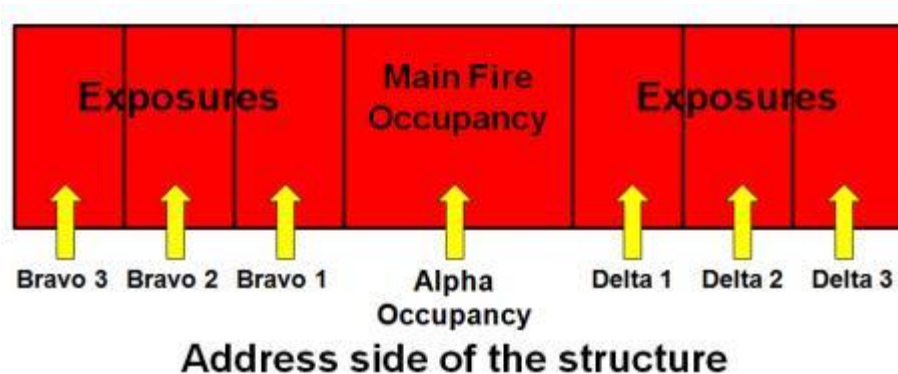 Exposures
Main Fire
Occupancy
Exposures
Bravo 3
Bravo 2
Bravo 1
Alpha
Occupancy
Delta 1
Delta 2
Delta 3
Address side of the structure